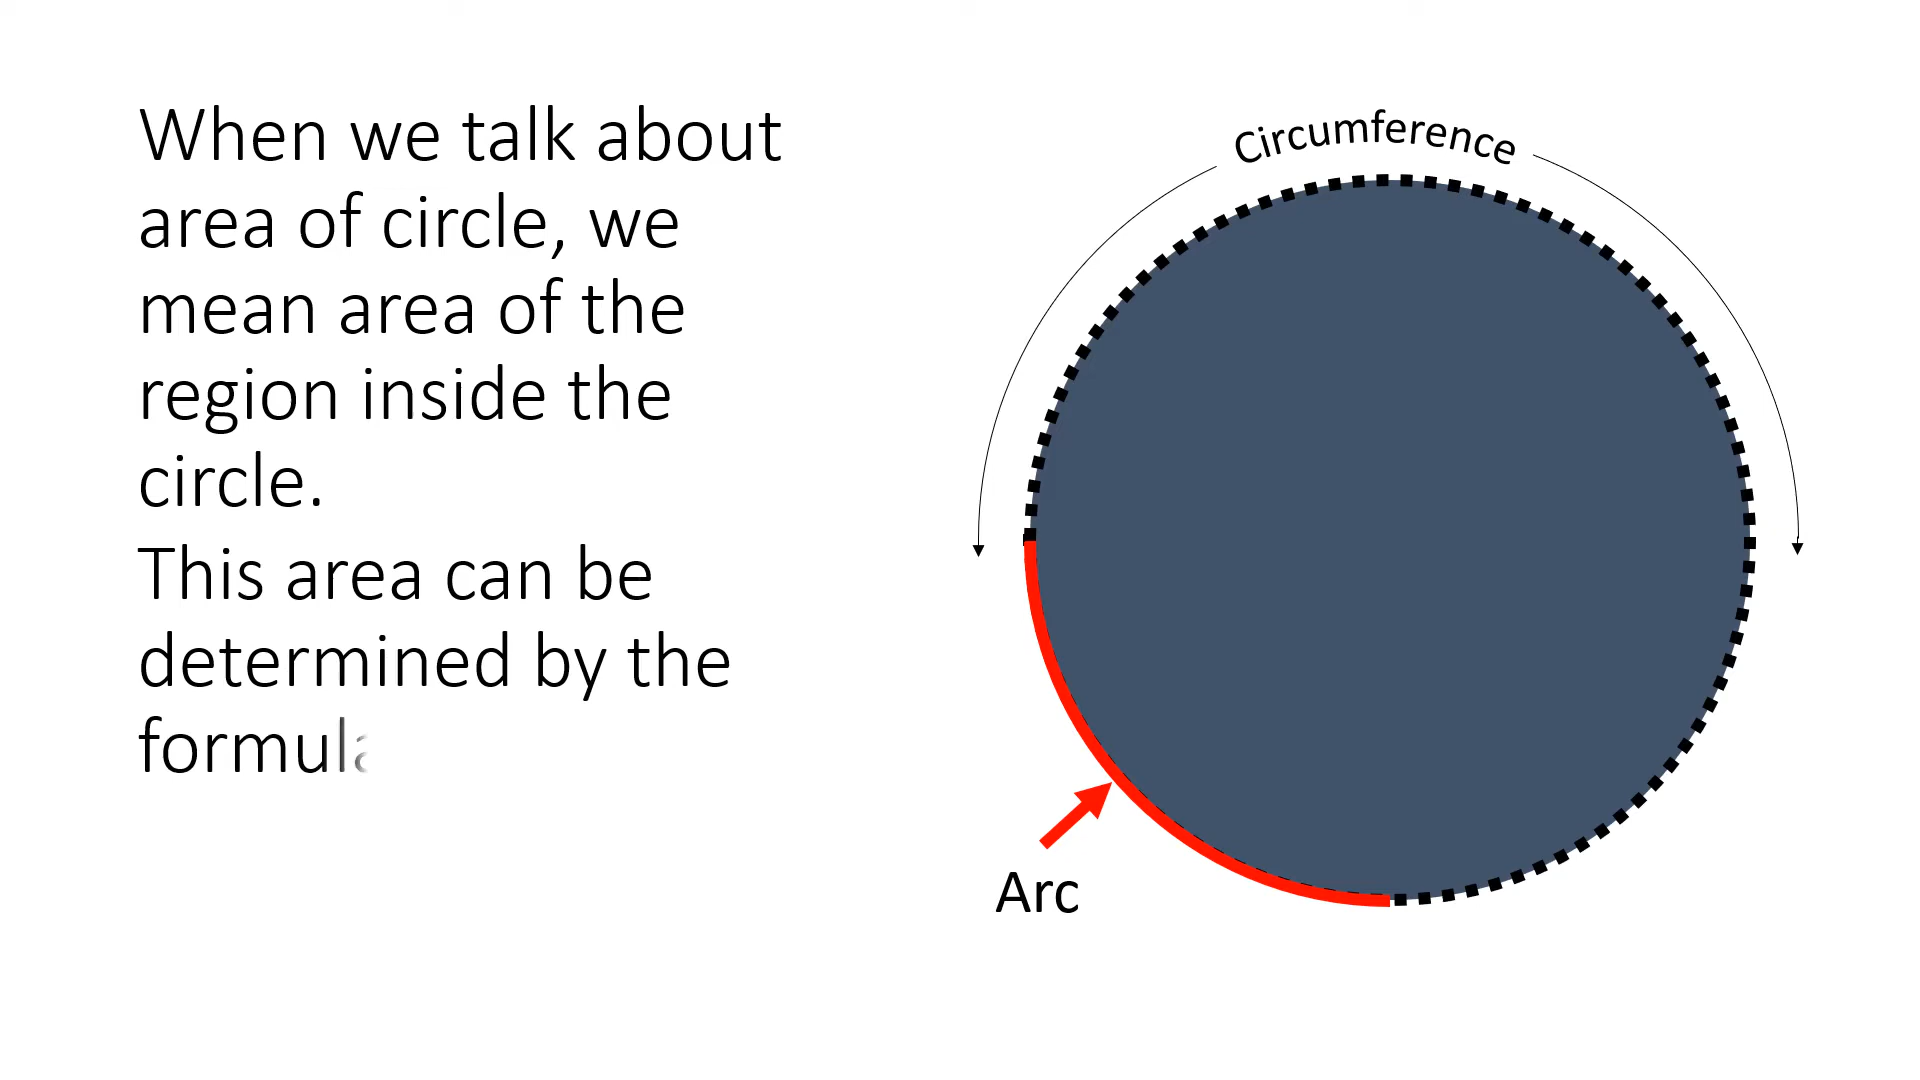 When we talk about
area of circle, we
mean area of the
region inside the
circle.
This area can be
determined by the
formula
Circumference
Arc